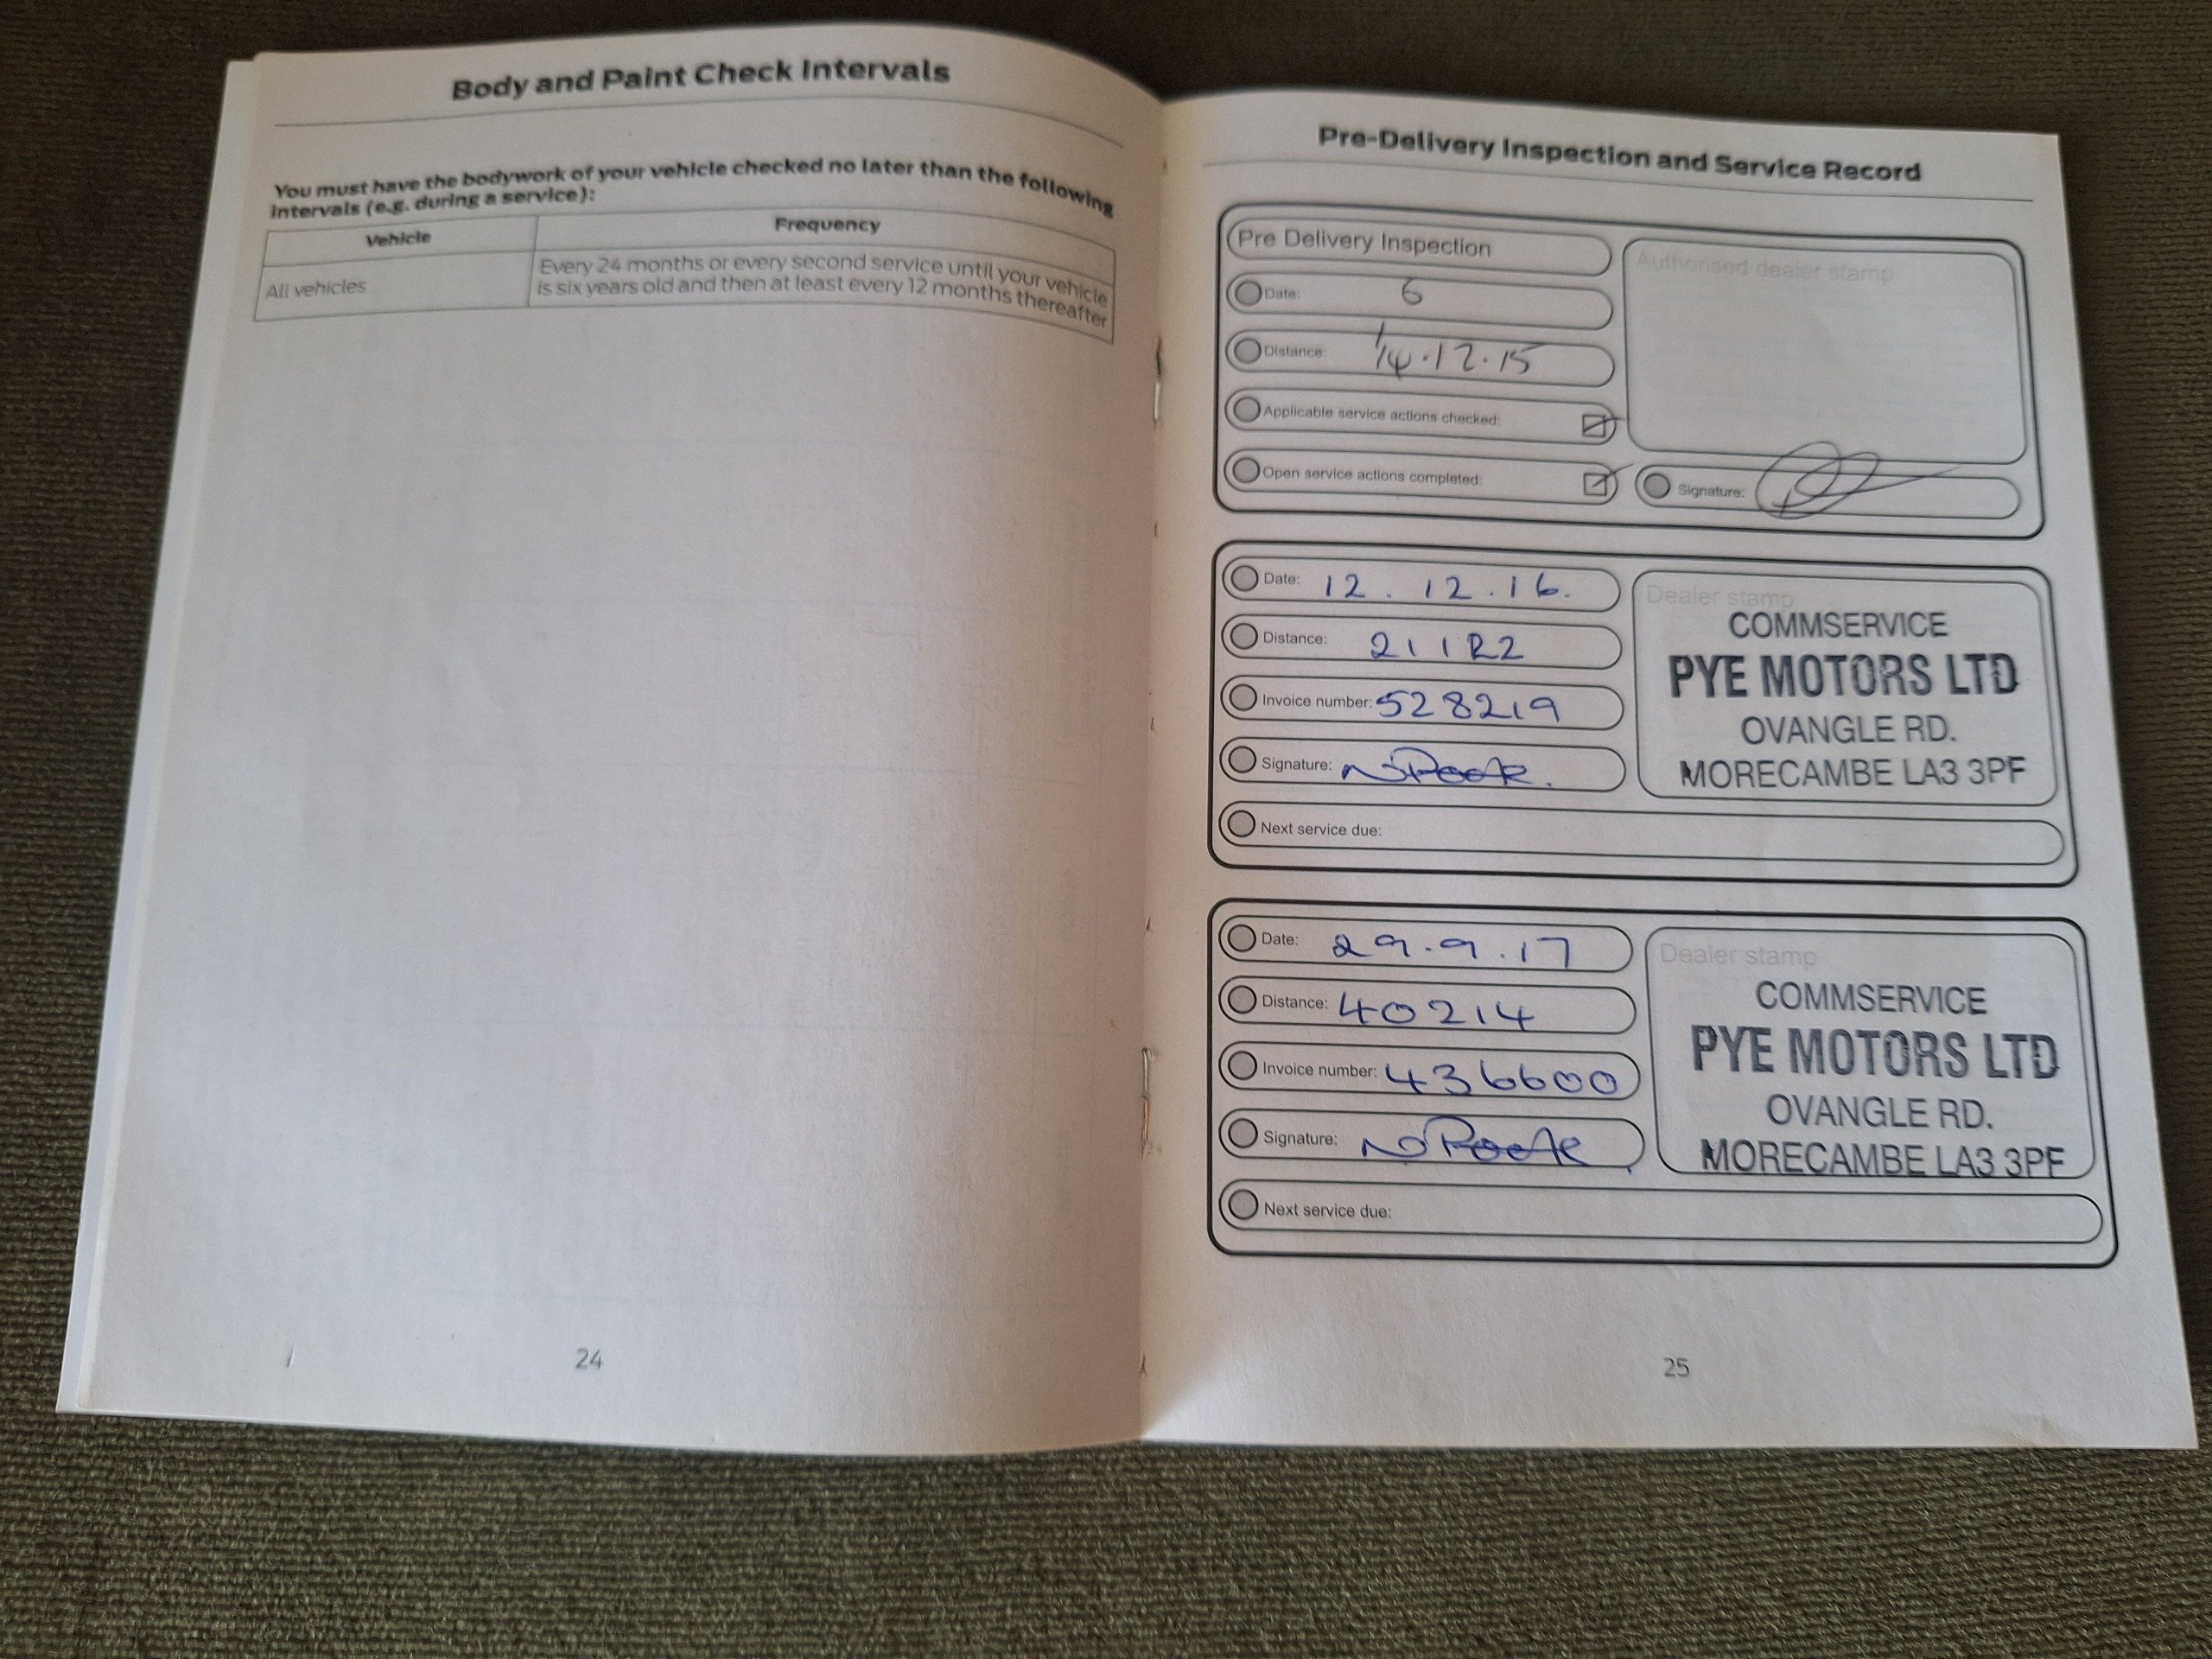 Body and Paint Check Intervals
You must have the bodywork of your vehicle checked no later than the following
intervals (e.g. during a service):
Vehicle Frequency
All vehicles Every 24 months or every second service until your vehicle
is six years old and then at least every 12 months thereafter
24
Pre-Delivery Inspection and Service Record
Pre Delivery Inspection
Authorised dealer stamp
Date: 6
Distance: 14.12.15
Applicable service actions checked:
Open service actions completed:
Signature:
Date: 12.12.16.
Distance: 21182
Invoice number: 528219
Signature:
Next service due:
Dealer stamp
COMMSERVICE
PYE MOTORS LTD
OVANGLE RD.
MORECAMBE LA3 3PF
Date: 29.9.17
Distance: 40214
Invoice number: 436600
Signature:
Next service due:
Dealer stamp
COMMSERVICE
PYE MOTORS LTD
OVANGLE RD.
MORECAMBE LA3 3PF
25